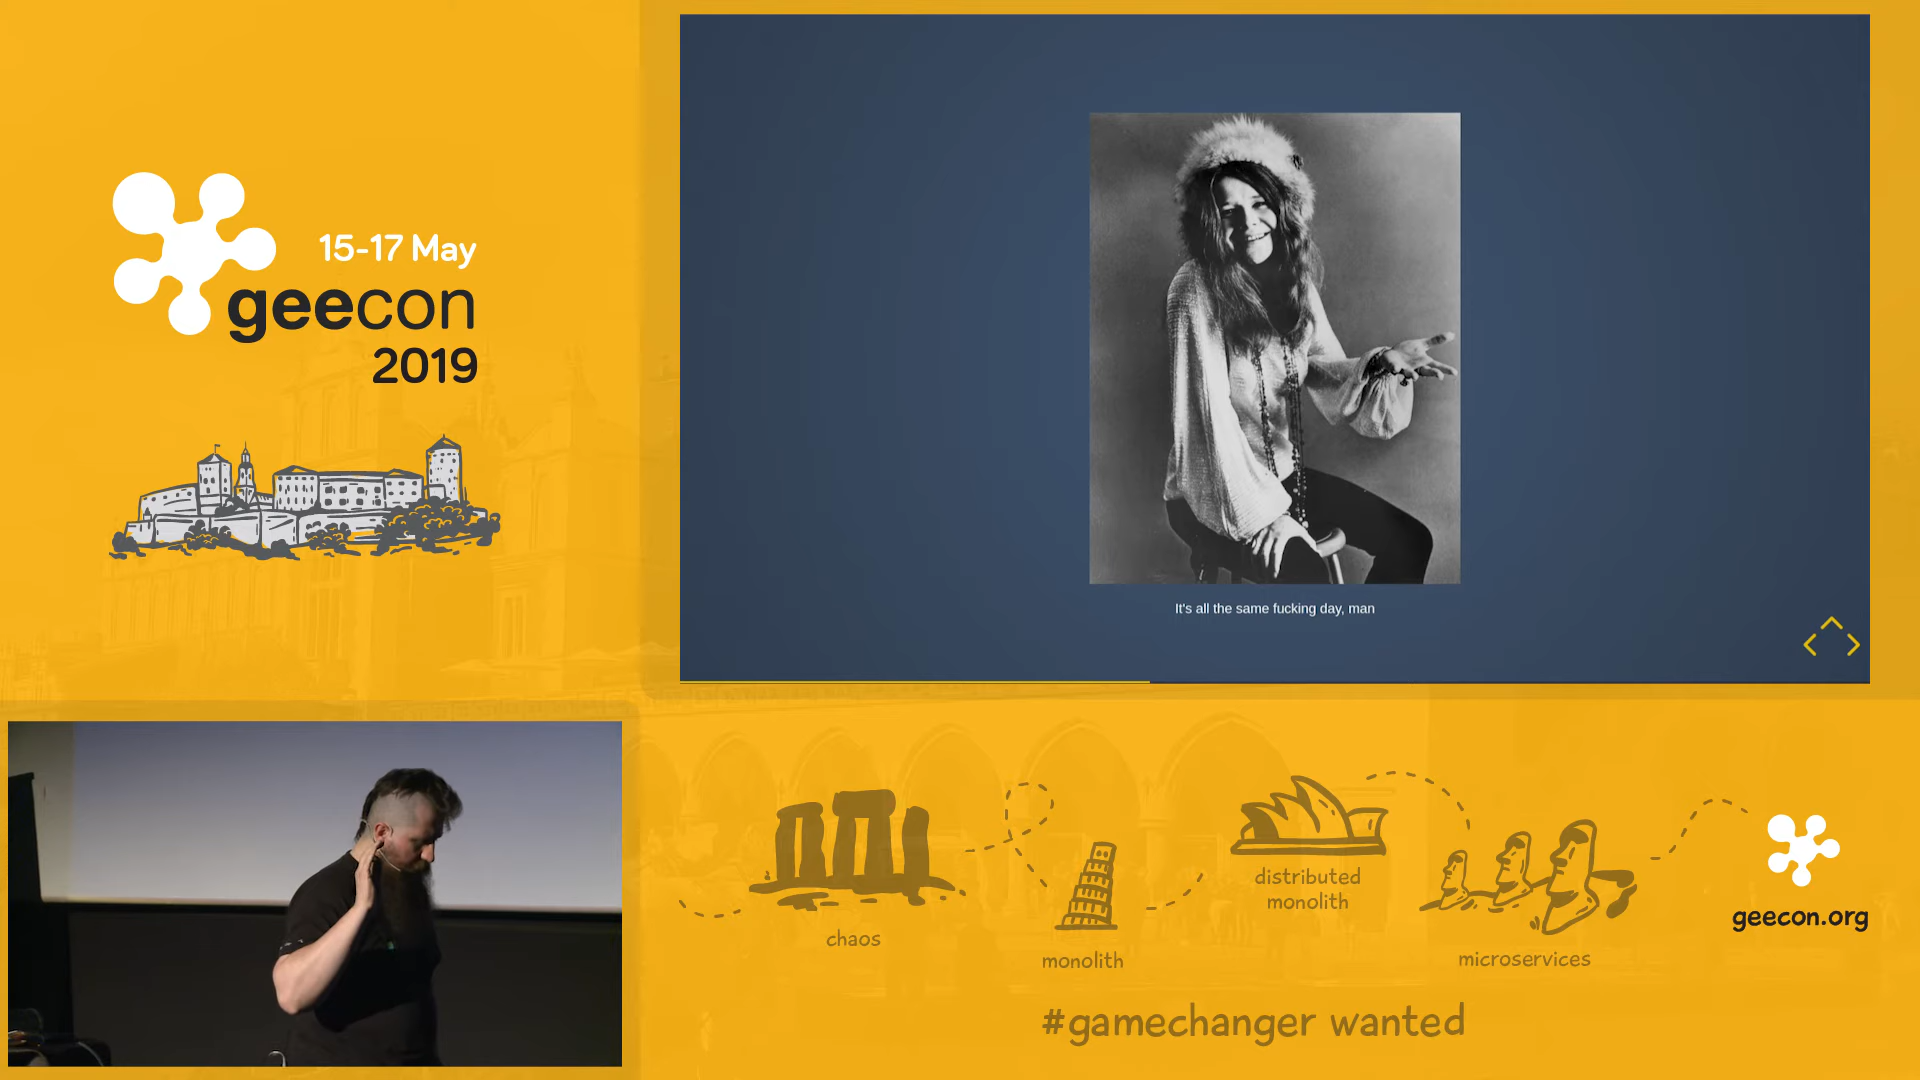 15-17 May
geecon
2019
It's all the same fucking day, man
chaos
monolith
distributed
monolith
microservices
geecon.org
#gamechanger wanted